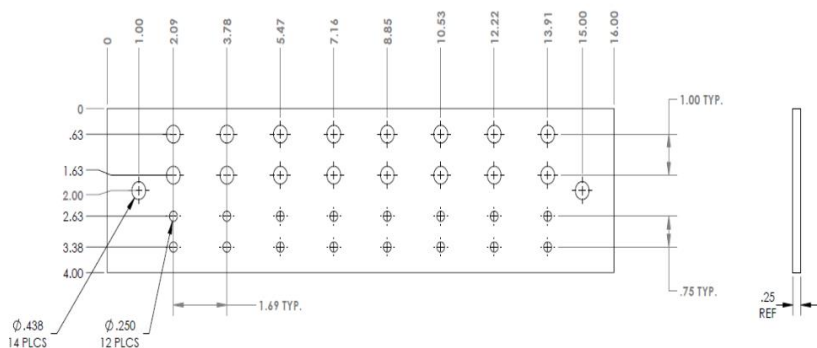 0
1.00
2.09
3.78
5.47
7.16
8.85
10.53
12.22
13.91
15.00
16.00
0
.63
1.63
2.00
2.63
3.38
4.00
1.00 TYP.
.75 TYP.
1.69 TYP.
Ø.438
14 PLCS
Ø.250
12 PLCS
.25
REF